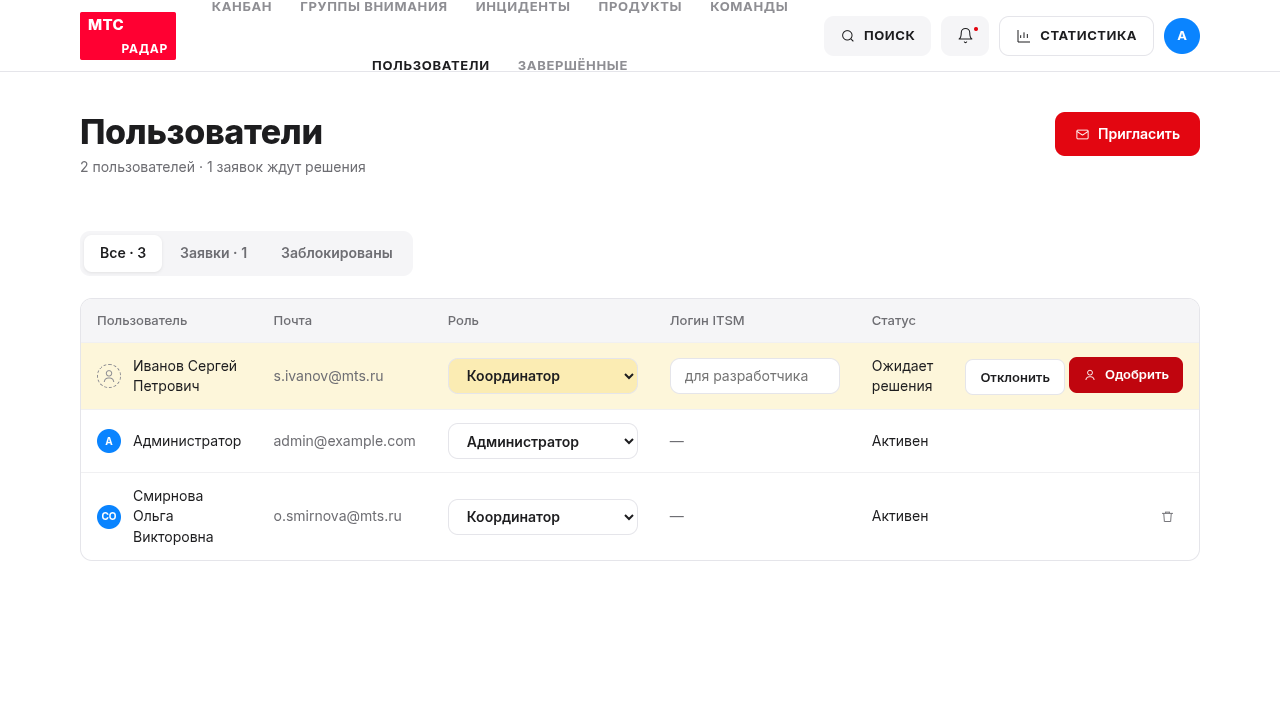 МТС
РАДАР
КАНБАН ГРУППЫ ВНИМАНИЯ ИНЦИДЕНТЫ ПРОДУКТЫ КОМАНДЫ
ПОЛЬЗОВАТЕЛИ ЗАВЕРШЁННЫЕ
ПОИСК
СТАТИСТИКА
A
Пользователи
2 пользователей · 1 заявок ждут решения
Пригласить
Все · 3 Заявки · 1 Заблокированы
Пользователь Почта Роль Логин ITSM Статус
Иванов Сергей
Петрович
s.ivanov@mts.ru
Координатор
для разработчика
Ожидает
решения
Отклонить
Одобрить
А Администратор admin@example.com Администратор — Активен
СО
Смирнова
Ольга
Викторовна
o.smirnova@mts.ru
Координатор
—
Активен